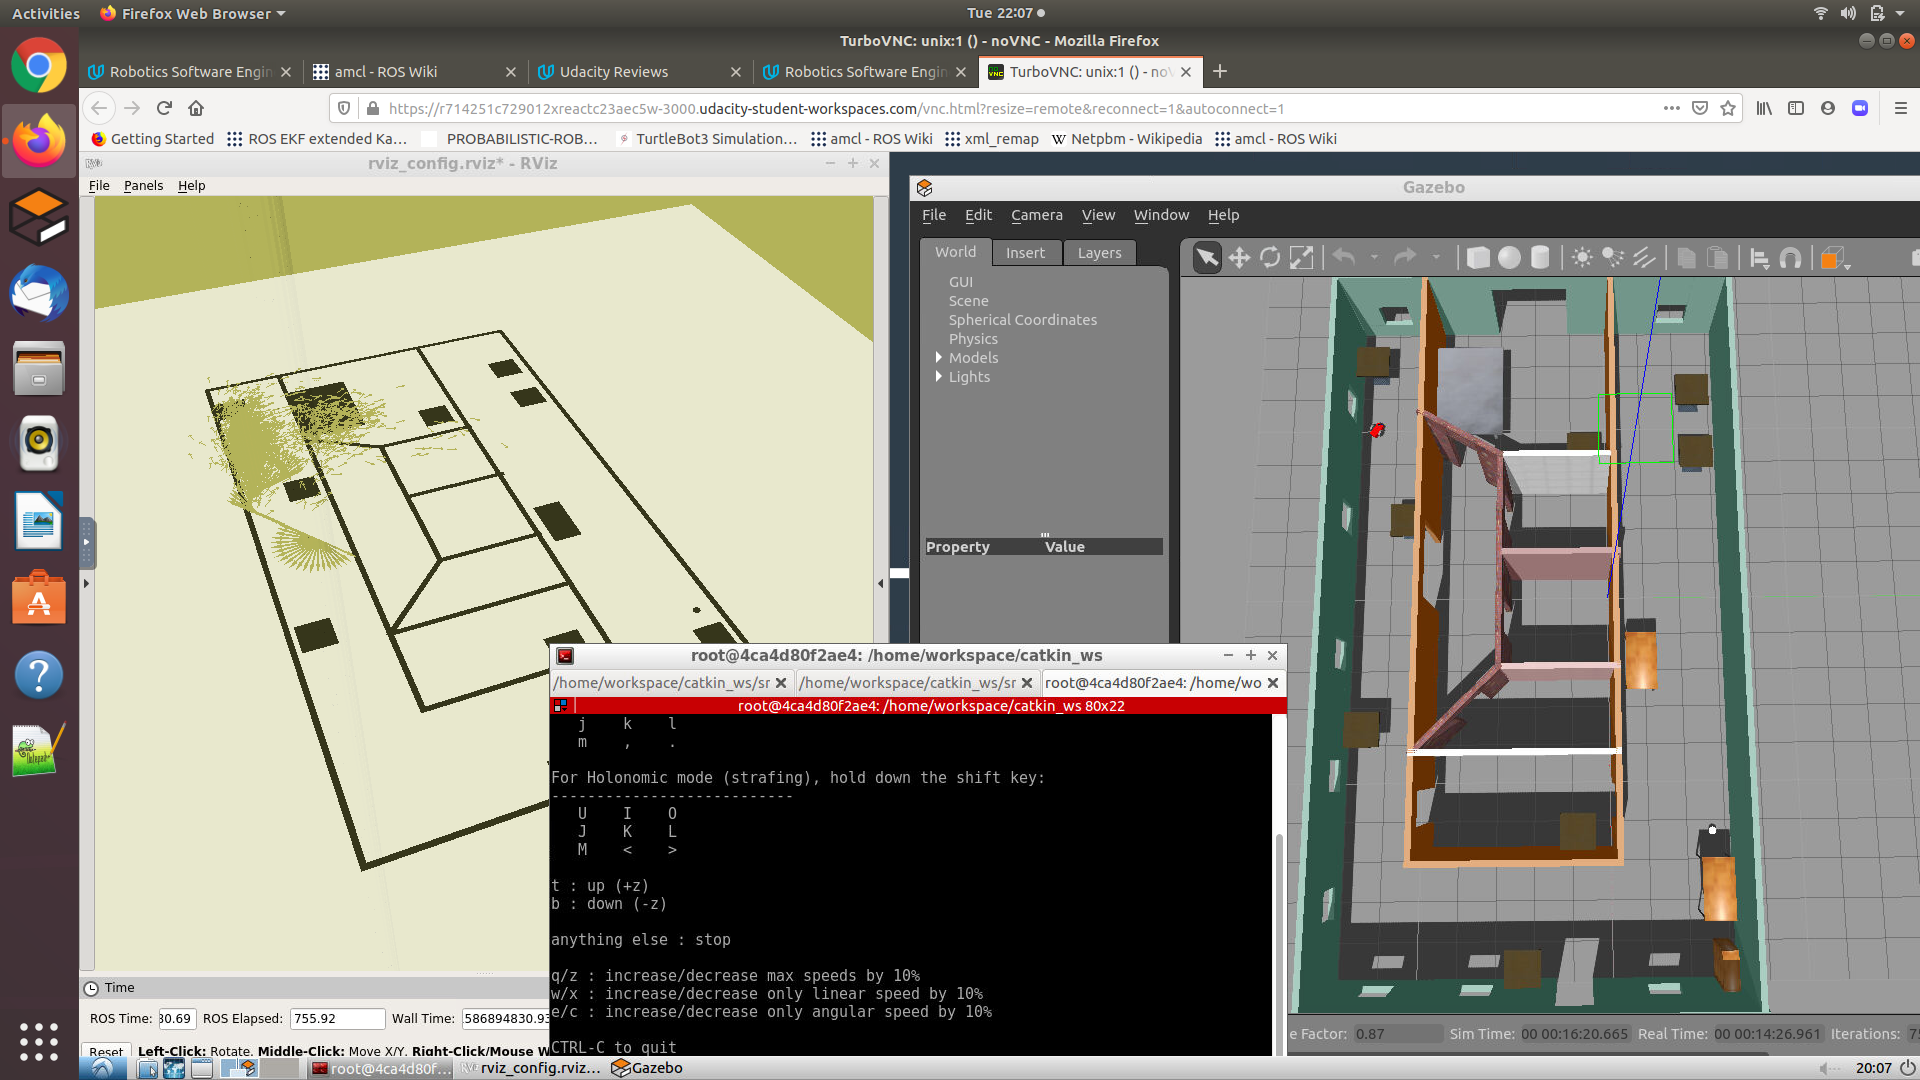 Activities
Firefox Web Browser
Tue 22:07
TurboVNC: unix:1 () - noVNC - Mozilla Firefox
Robotics Software Engin
amcl - ROS Wiki
Udacity Reviews
Robotics Software Engin
TurboVNC: unix:1 () - noV
https://r714251c729012xreactc23aec5w-3000.udacity-student-workspaces.com/vnc.html?resize=remote&reconnect=1&autoconnect=1
Getting Started
ROS EKF extended Ka...
PROBABILISTIC-ROB...
TurtleBot3 Simulation...
amcl - ROS Wiki
xml_remap
Netpbm - Wikipedia
amcl - ROS Wiki
rviz_config.rviz* - RViz
File Panels Help
Gazebo
File Edit Camera View Window Help
World Insert Layers
GUI
Scene
Spherical Coordinates
Physics
Models
Lights
Property Value
root@4ca4d80f2ae4: /home/workspace/catkin_ws
/home/workspace/catkin_ws/sr
/home/workspace/catkin_ws/sr
root@4ca4d80f2ae4: /home/wo
root@4ca4d80f2ae4: /home/workspace/catkin_ws 80x22
j k l
m , .
For Holonomic mode (strafing), hold down the shift key:
---------------------------
U I O
J K L
M < >
t : up (+z)
b : down (-z)
anything else : stop
q/z : increase/decrease max speeds by 10%
w/x : increase/decrease only linear speed by 10%
e/c : increase/decrease only angular speed by 10%
CTRL-C to quit
Time
ROS Time: 30.69 ROS Elapsed: 755.92 Wall Time: 586894830.93
Reset Left-Click: Rotate. Middle-Click: Move X/Y. Right-Click/Mouse W
e Factor: 0.87 Sim Time: 00 00:16:20.665 Real Time: 00 00:14:26.961 Iterations: 75
root@4ca4d80f...
rviz_config.rviz...
Gazebo
20:07